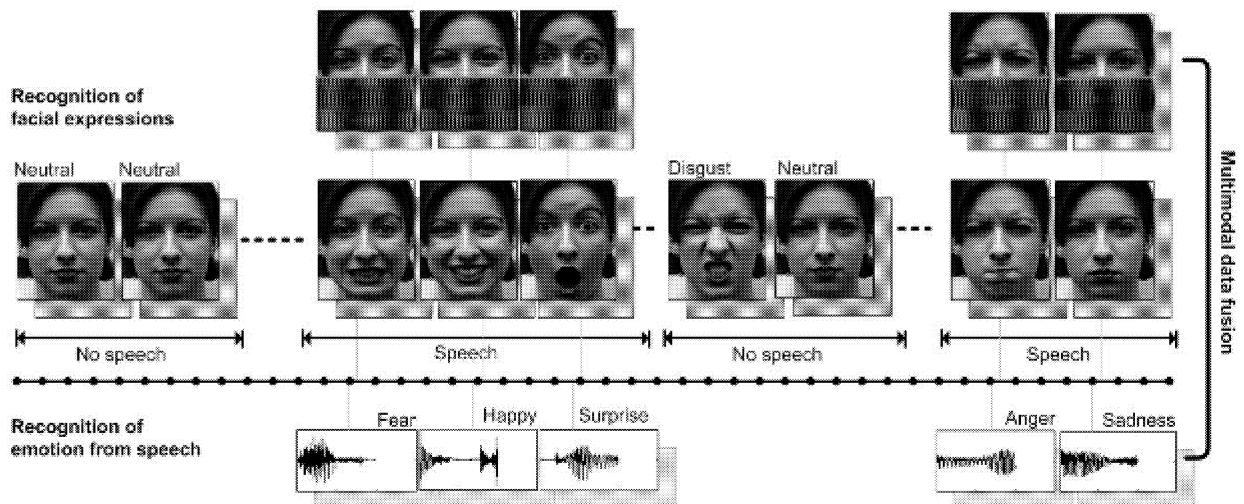 Recognition of
facial expressions
Neutral
Neutral
Disgust
Neutral
No speech
Speech
No speech
Speech
Multimodal data fusion
Recognition of
emotion from speech
Fear
Happy
Surprise
Anger
Sadness